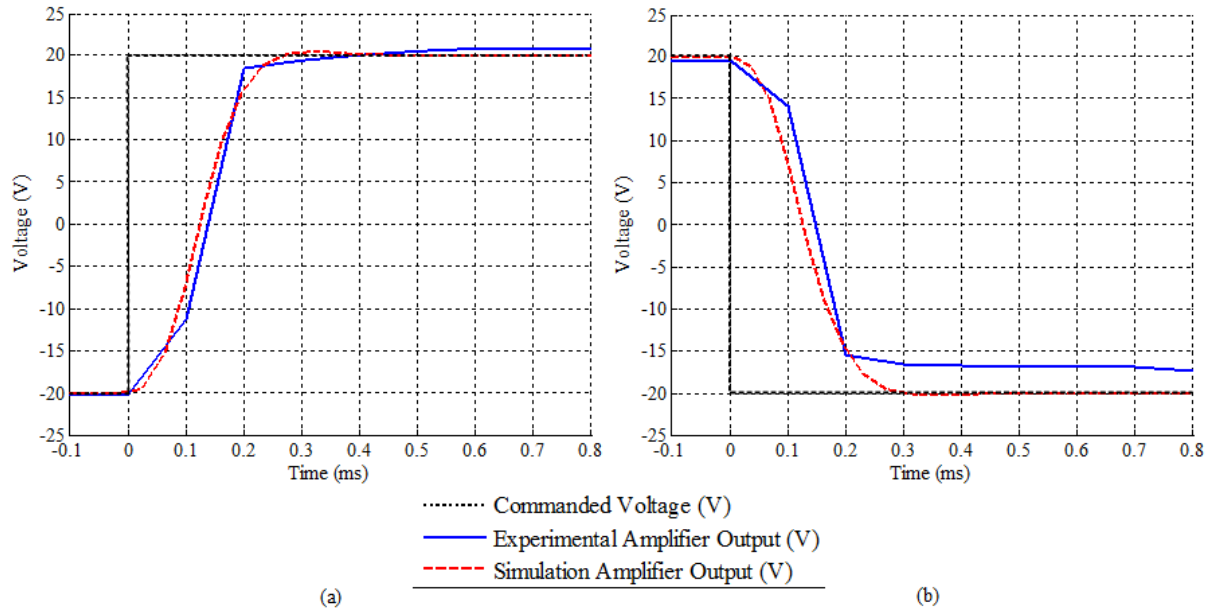 25
20
15
10
5
0
-5
-10
-15
-20
-25
Voltage (V)
-0.1 0 0.1 0.2 0.3 0.4 0.5 0.6 0.7 0.8
Time (ms)
25
20
15
10
5
0
-5
-10
-15
-20
-25
Voltage (V)
-0.1 0 0.1 0.2 0.3 0.4 0.5 0.6 0.7 0.8
Time (ms)
Commanded Voltage (V)
Experimental Amplifier Output (V)
Simulation Amplifier Output (V)
(a)
(b)